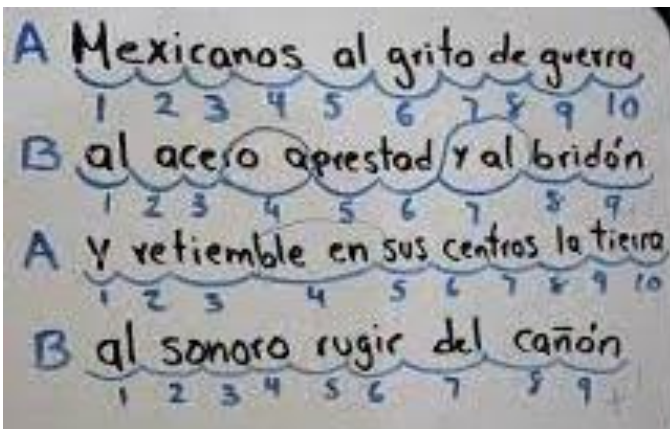 A Mexicanos al grito de guerra
1 2 3 4 5 6 7 8 9 10
B al acero aprestad y al bridón
1 2 3 4 5 6 7 8 9
A y retiemble en sus centros la tierra
1 2 3 4 5 6 7 8 9 10
B al sonoro rugir del cañón
1 2 3 4 5 6 7 8 9